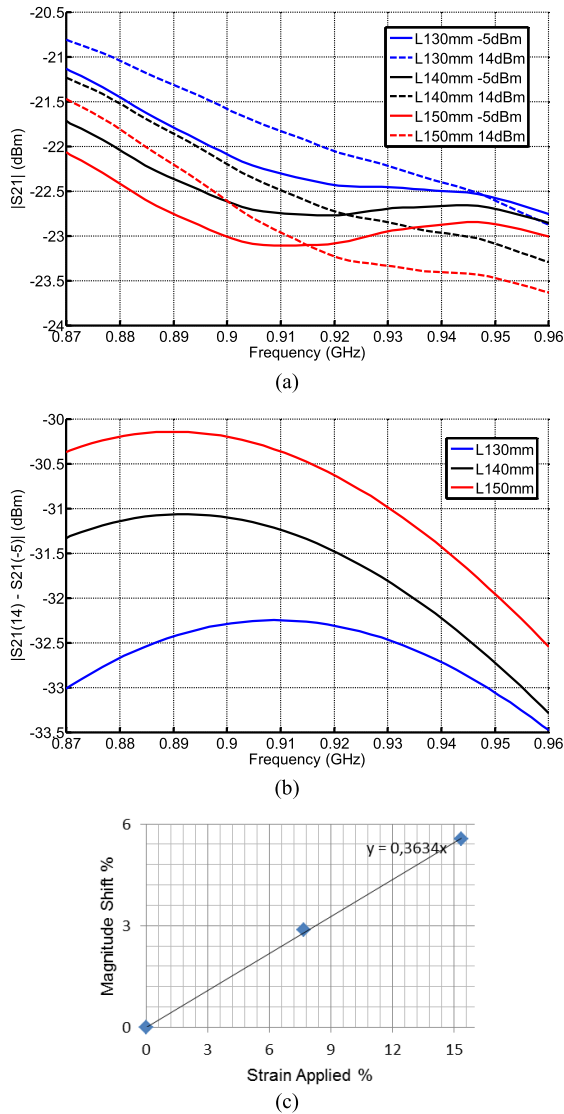 -20.5
-21
-21.5
-22
-22.5
-23
-23.5
-24
|S21| (dBm)
L130mm -5dBm
L130mm 14dBm
L140mm -5dBm
L140mm 14dBm
L150mm -5dBm
L150mm 14dBm
0.87 0.88 0.89 0.9 0.91 0.92 0.93 0.94 0.95 0.96
Frequency (GHz)
(a)
-30
-30.5
-31
-31.5
-32
-32.5
-33
-33.5
|S21(14) - S21(-5)| (dBm)
L130mm
L140mm
L150mm
0.87 0.88 0.89 0.9 0.91 0.92 0.93 0.94 0.95 0.96
Frequency (GHz)
(b)
6
3
0
Magnitude Shift %
y = 0,3634x
0 3 6 9 12 15
Strain Applied %
(c)